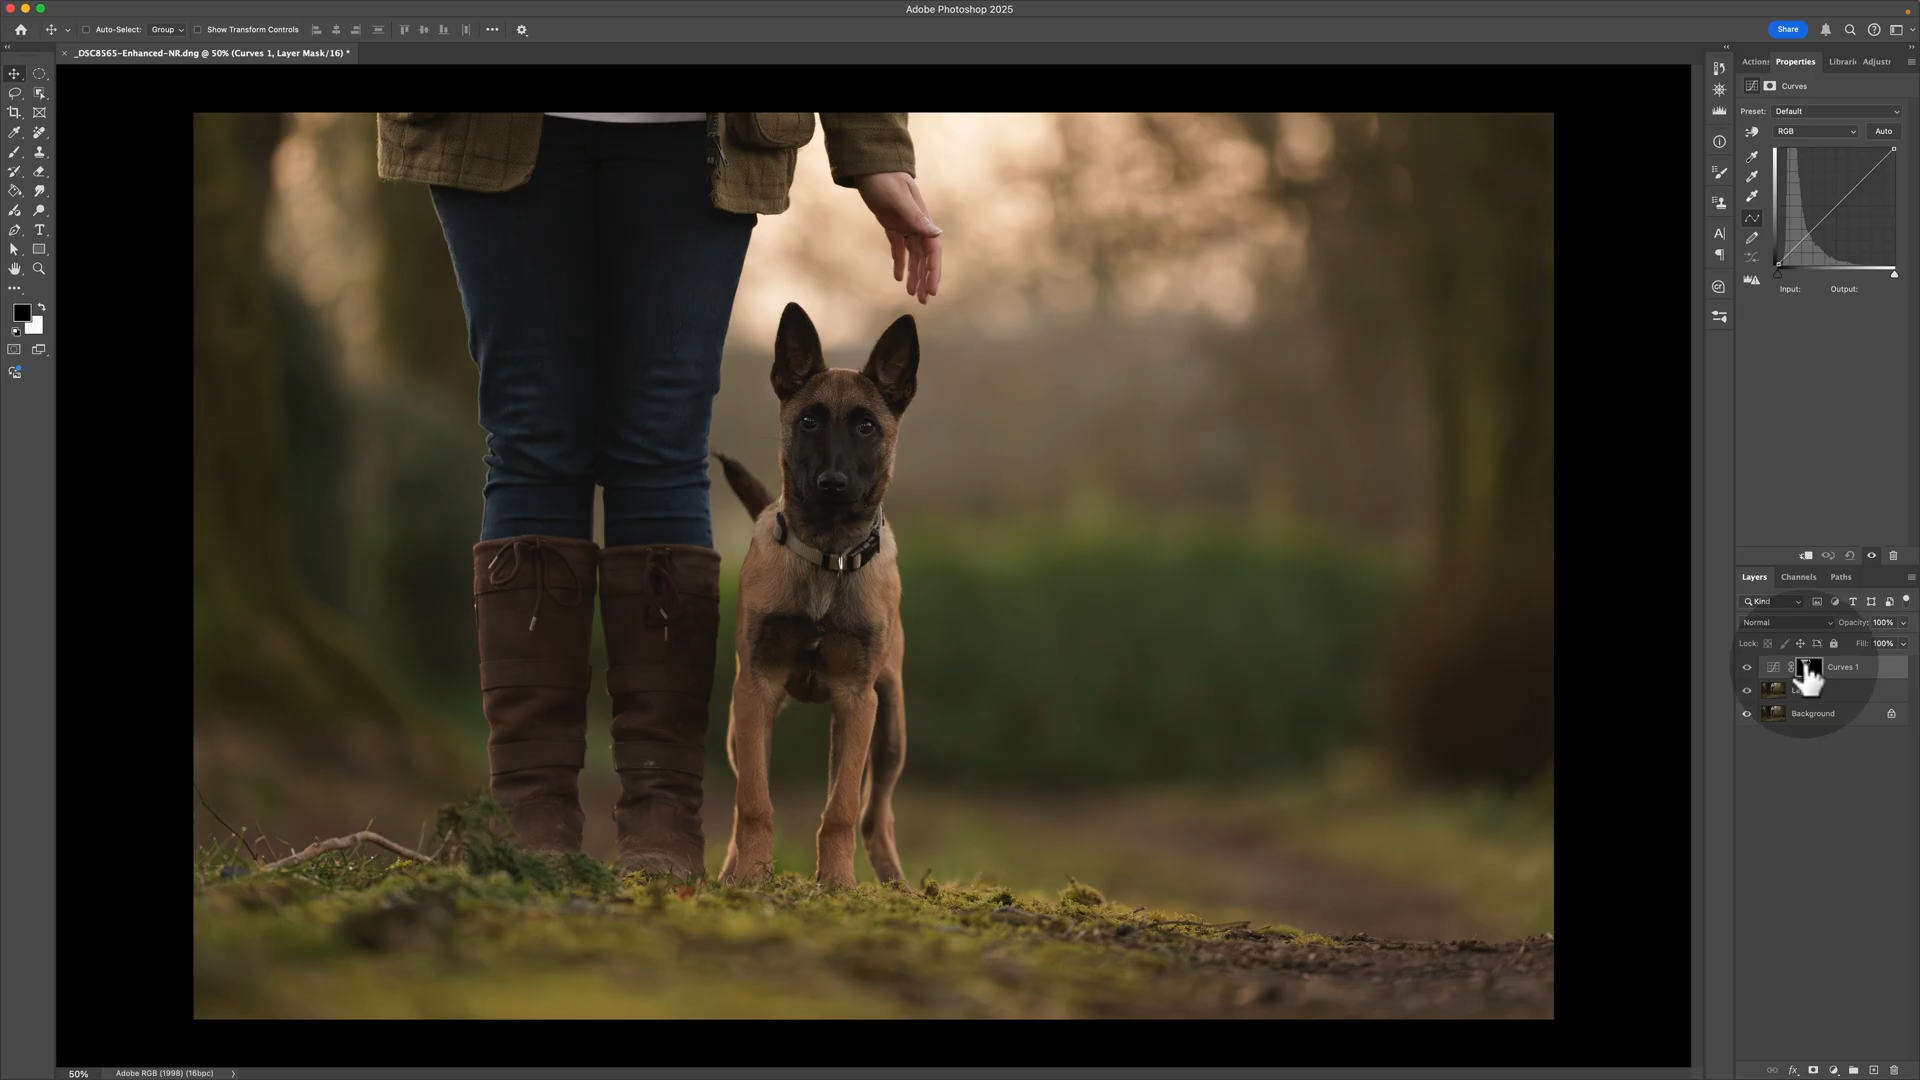 Adobe Photoshop 2025
Auto-Select: Group Show Transform Controls Share
_DSC8565-Enhanced-NR.dng @ 50% (Curves 1, Layer Mask/16) *
Actions Properties Librari Adjusti
Curves
Preset: Default
RGB Auto
Input: Output:
Layers Channels Paths
Kind
Normal Opacity: 100%
Lock: Fill: 100%
Curves 1
Background
50% Adobe RGB (1998) (16bpc)